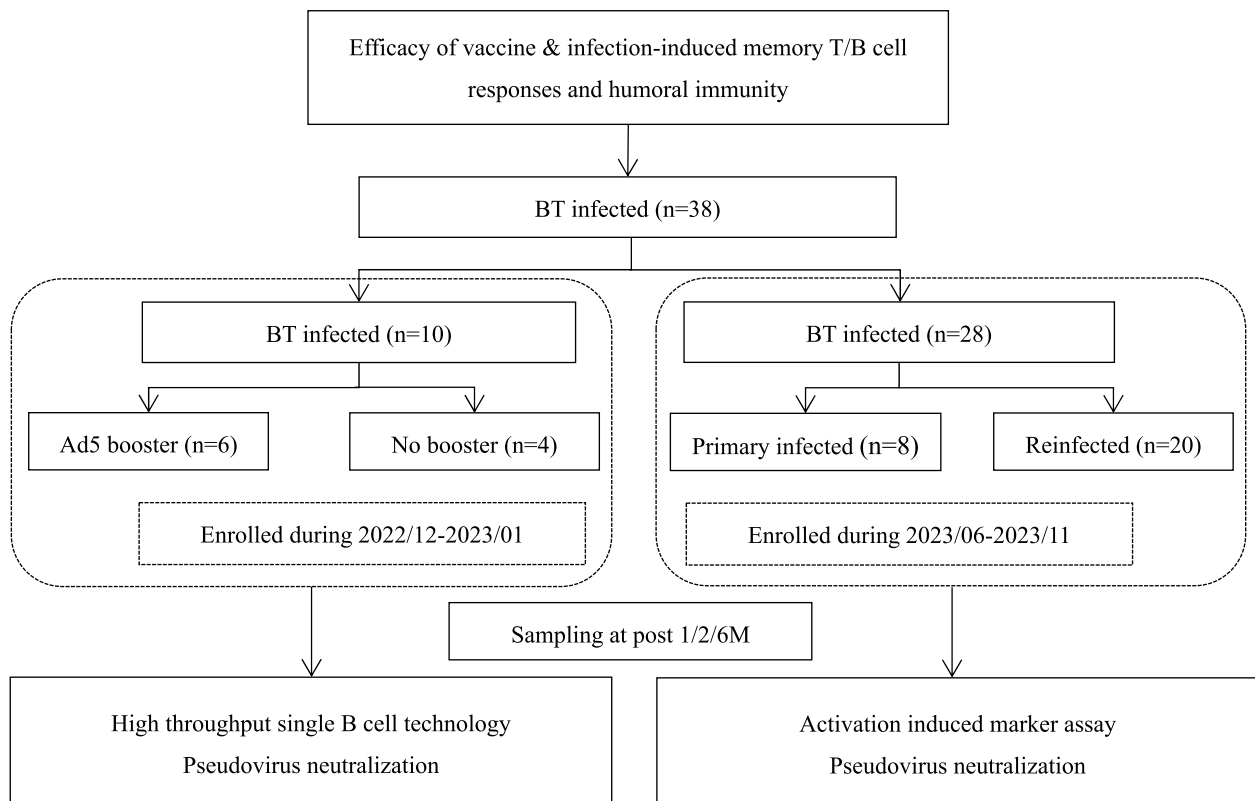 Efficacy of vaccine & infection-induced memory T/B cell
responses and humoral immunity
BT infected (n=38)
BT infected (n=10)
BT infected (n=28)
Ad5 booster (n=6)
No booster (n=4)
Primary infected (n=8)
Reinfected (n=20)
Enrolled during 2022/12-2023/01
Enrolled during 2023/06-2023/11
Sampling at post 1/2/6M
High throughput single B cell technology
Pseudovirus neutralization
Activation induced marker assay
Pseudovirus neutralization